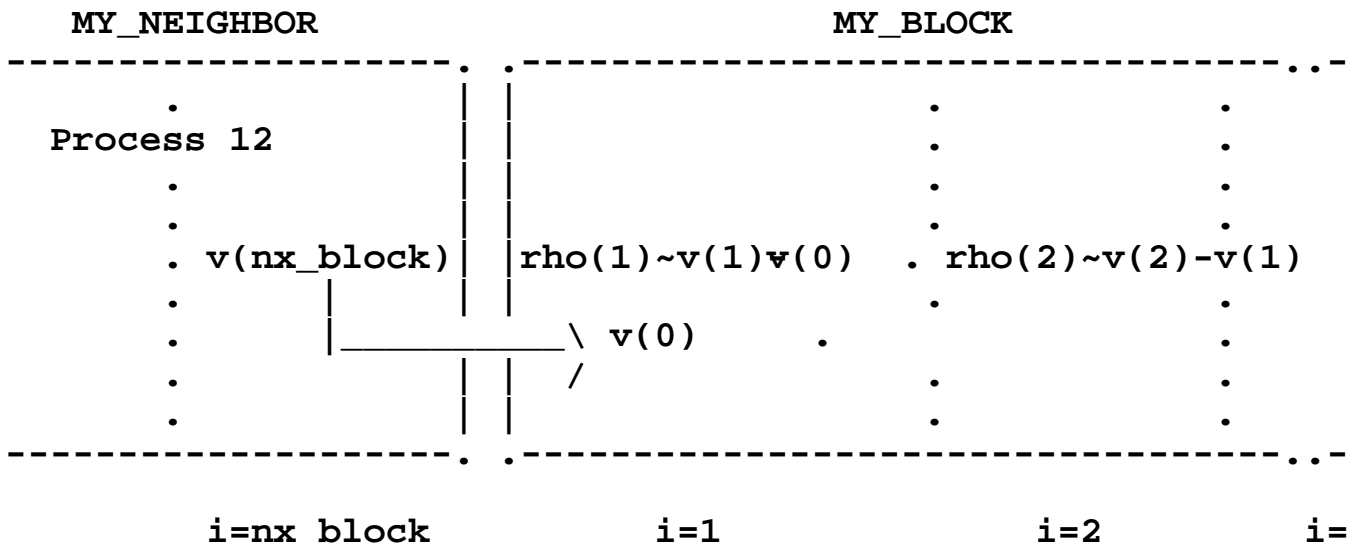 MY_NEIGHBOR MY_BLOCK
Process 12
v(nx_block) rho(1)~v(1)-v(0) . rho(2)~v(2)-v(1)
v(0)
i=nx block i=1 i=2 i=